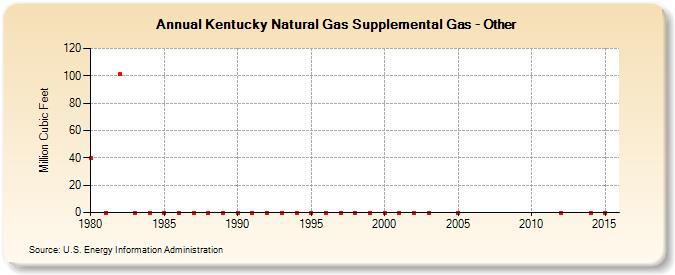 Annual Kentucky Natural Gas Supplemental Gas - Other
Million Cubic Feet
120
100
80
60
40
20
0
1980 1985 1990 1995 2000 2005 2010 2015
Source: U.S. Energy Information Administration